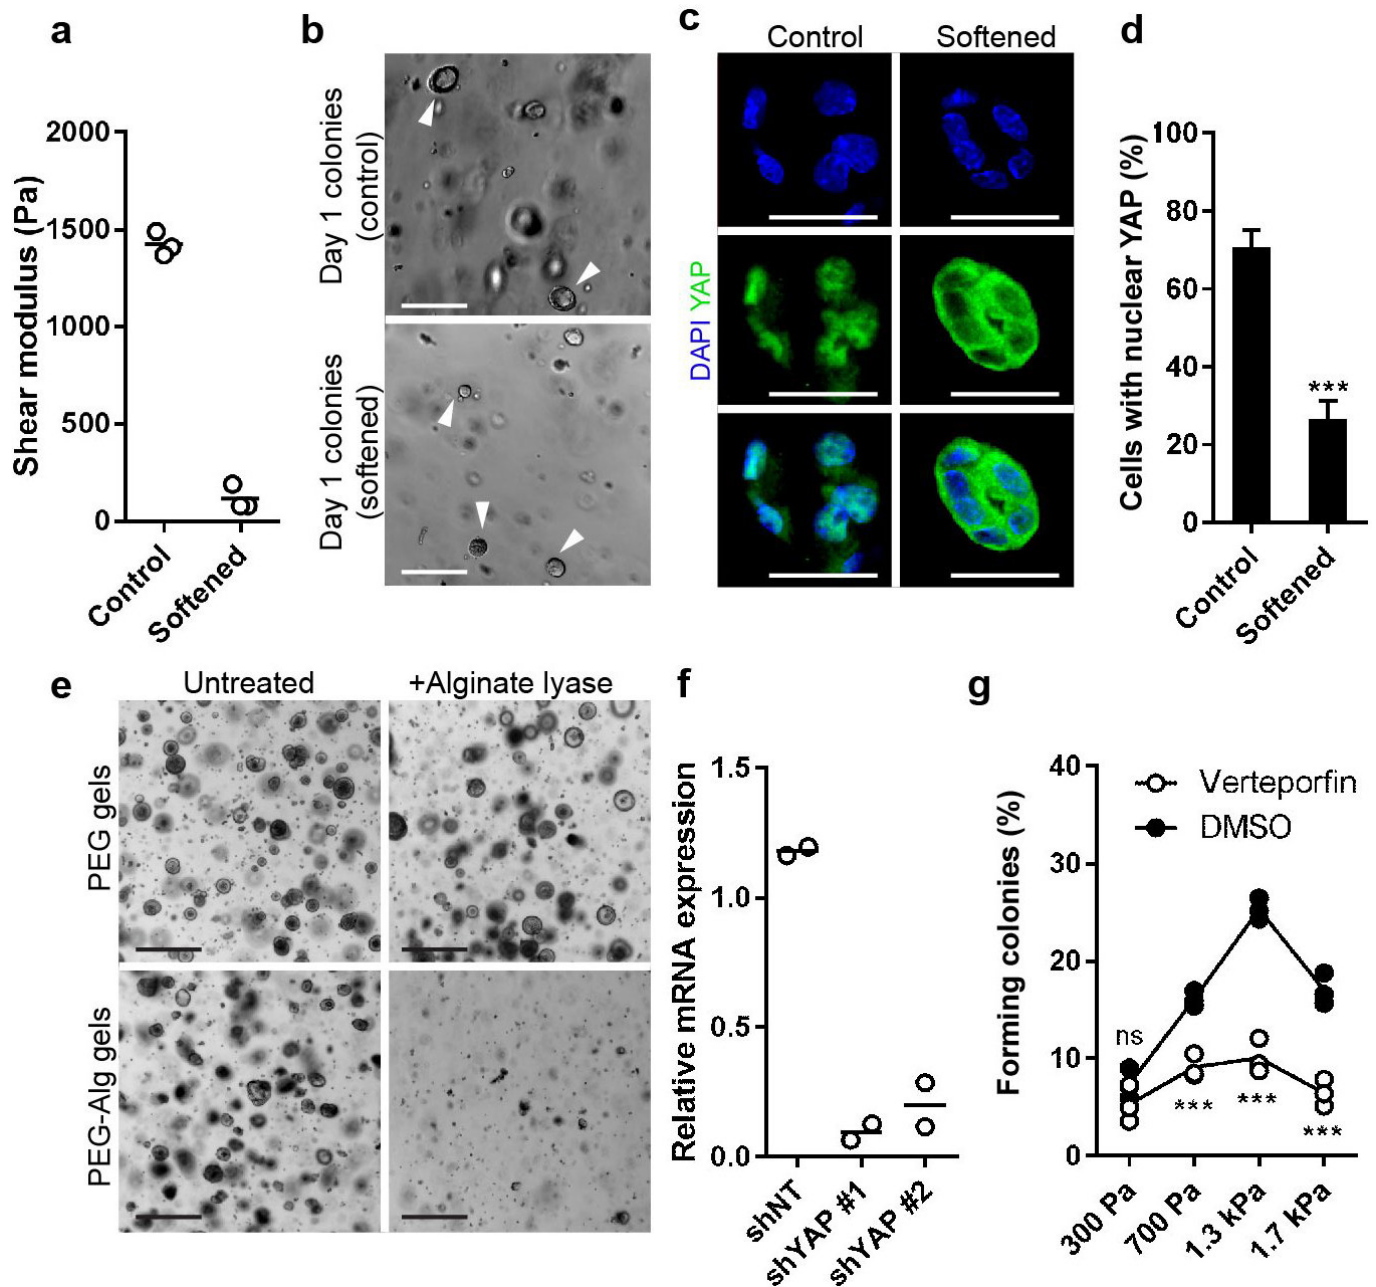 a
Shear modulus (Pa)
2000
1500
1000
500
0
Control
Softened
b
Day 1 colonies
(control)
Day 1 colonies
(softened)
c
Control
Softened
DAPI YAP
d
Cells with nuclear YAP (%)
100
80
60
40
20
0
***
Control
Softened
e
Untreated
+Alginate lyase
PEG gels
PEG-Alg gels
f
Relative mRNA expression
1.5
1.0
0.5
0.0
shNT
shYAP #1
shYAP #2
g
Forming colonies (%)
40
30
20
10
0
Verteporfin
DMSO
ns
***
***
***
300 Pa
700 Pa
1.3 kPa
1.7 kPa